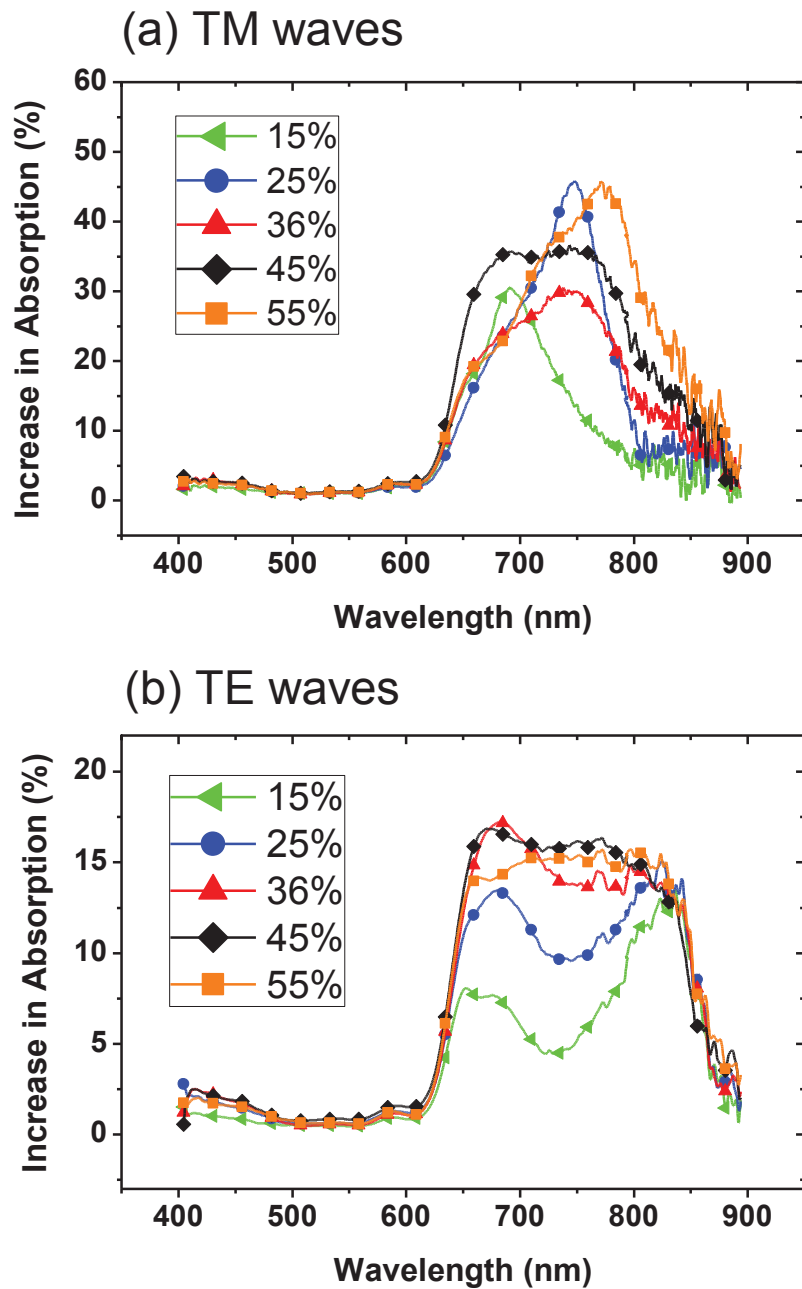 (a) TM waves
60
50
40
30
20
10
0
Increase in Absorption (%)
15%
25%
36%
45%
55%
400 500 600 700 800 900
Wavelength (nm)
(b) TE waves
20
15
10
5
0
Increase in Absorption (%)
15%
25%
36%
45%
55%
400 500 600 700 800 900
Wavelength (nm)